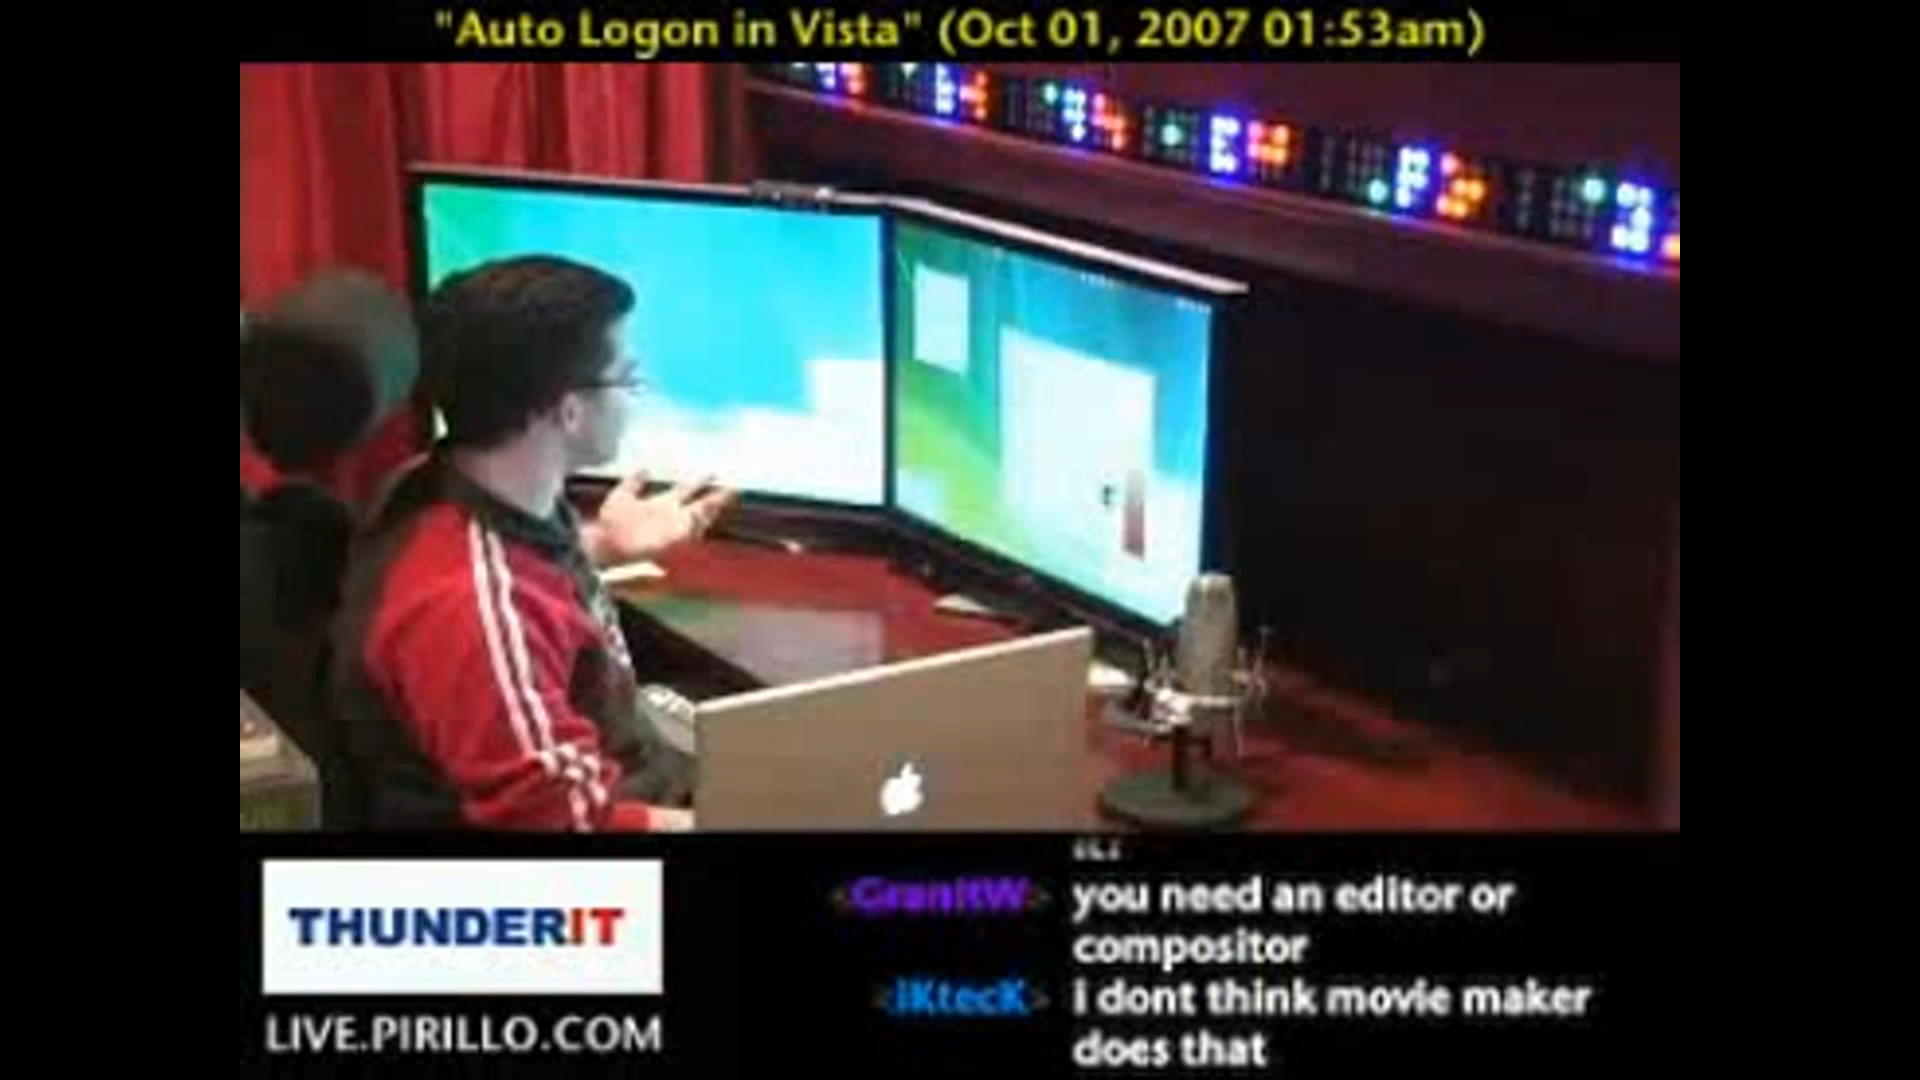 "Auto Logon in Vista" (Oct 01, 2007 01:53am)
THUNDERIT
LIVE.PIRILLO.COM
<GranitW> you need an editor or
compositor
<iKtecK> i dont think movie maker
does that